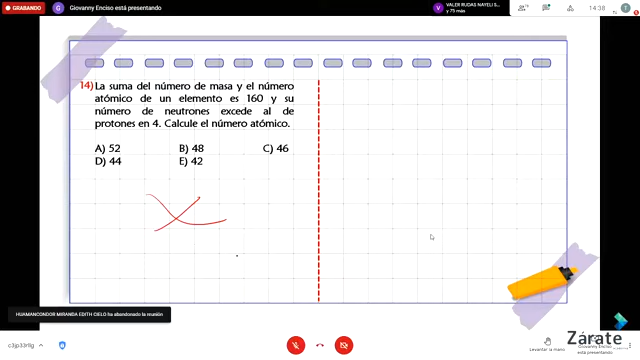 GRABANDO
G Giovanny Enciso está presentando
V VALER RUDAS NAYELI S...
y 75 más
T 14:38
14) La suma del número de masa y el número
atómico de un elemento es 160 y su
número de neutrones excede al de
protones en 4. Calcule el número atómico.
A) 52 B) 48 C) 46
D) 44 E) 42
HUAMANCONDOR MIRANDA EDITH CIELO ha abandonado la reunión
Zárate
c3jp33rllg
Levantar la mano
Giovanny Enciso